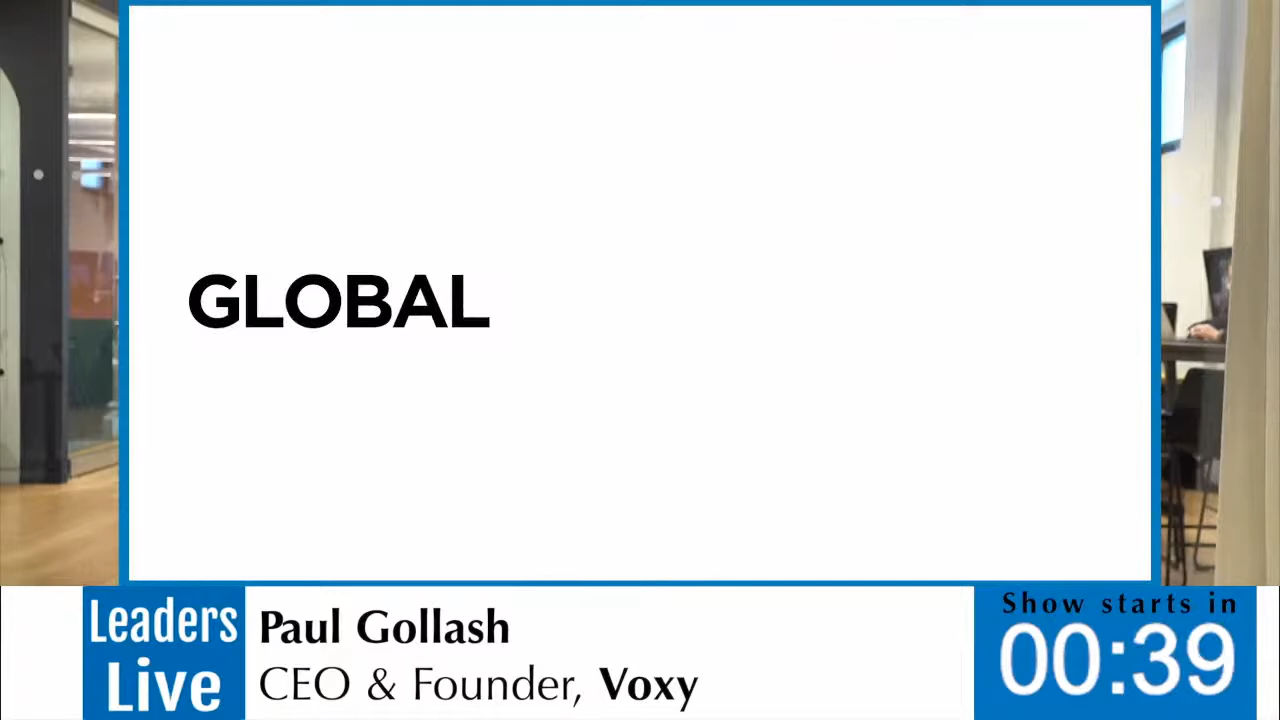 GLOBAL
Leaders
Live
Paul Gollash
CEO & Founder, Voxy
Show starts in
00:39